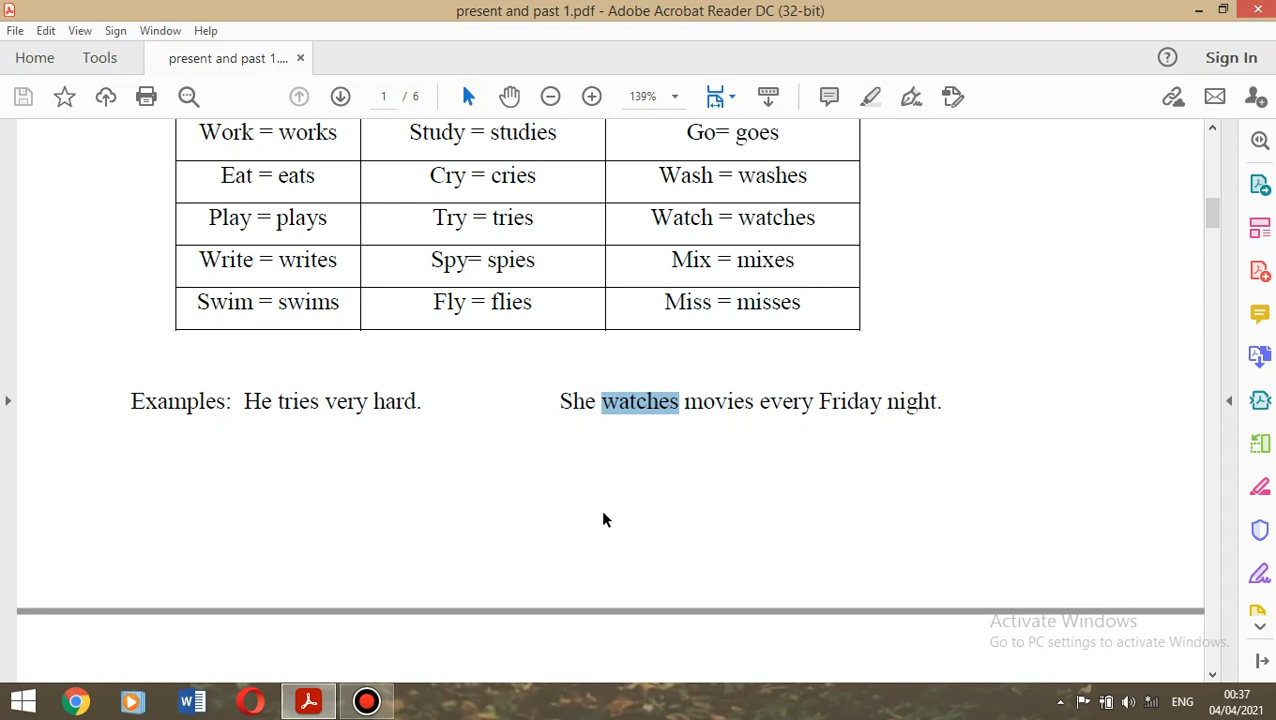 present and past 1.pdf - Adobe Acrobat Reader DC (32-bit)
File Edit View Sign Window Help
Home Tools present and past 1.... × Sign In
1 / 6 139%
Work = works Study = studies Go= goes
Eat = eats Cry = cries Wash = washes
Play = plays Try = tries Watch = watches
Write = writes Spy= spies Mix = mixes
Swim = swims Fly = flies Miss = misses
Examples: He tries very hard. She watches movies every Friday night.
Activate Windows
Go to PC settings to activate Windows.
ENG 00:37
04/04/2021